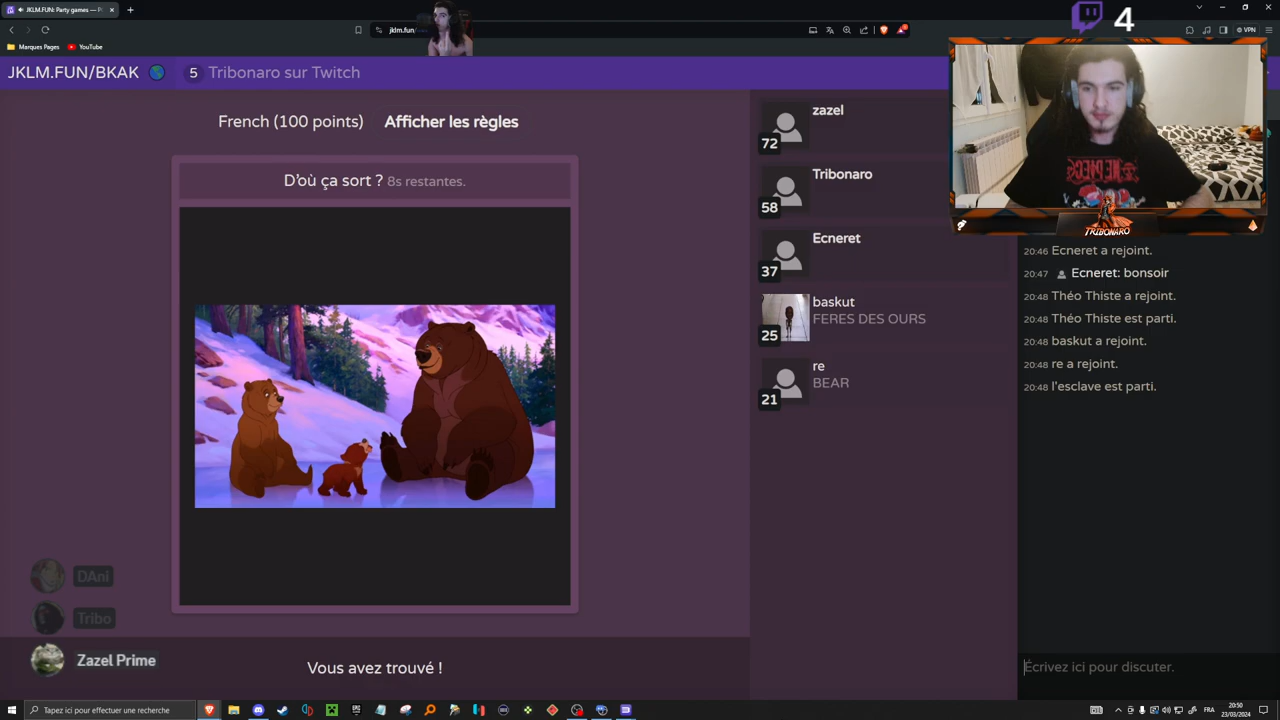 JKLM.FUN: Party games — P
4
jklm.fun/
VPN
Marques Pages
YouTube
JKLM.FUN/BKAK
5 Tribonaro sur Twitch
French (100 points) Afficher les règles
D'où ça sort ? 8s restantes.
zazel
72
Tribonaro
58
Ecneret
37
baskut
FERES DES OURS
25
re
BEAR
21
TRIBONARO
20:46 Ecneret a rejoint.
20:47 Ecneret: bonsoir
20:48 Théo Thiste a rejoint.
20:48 Théo Thiste est parti.
20:48 baskut a rejoint.
20:48 re a rejoint.
20:48 l'esclave est parti.
DAni
Tribo
Zazel Prime
Vous avez trouvé !
Écrivez ici pour discuter.
Tapez ici pour effectuer une recherche
FRA
20:50
23/03/2024